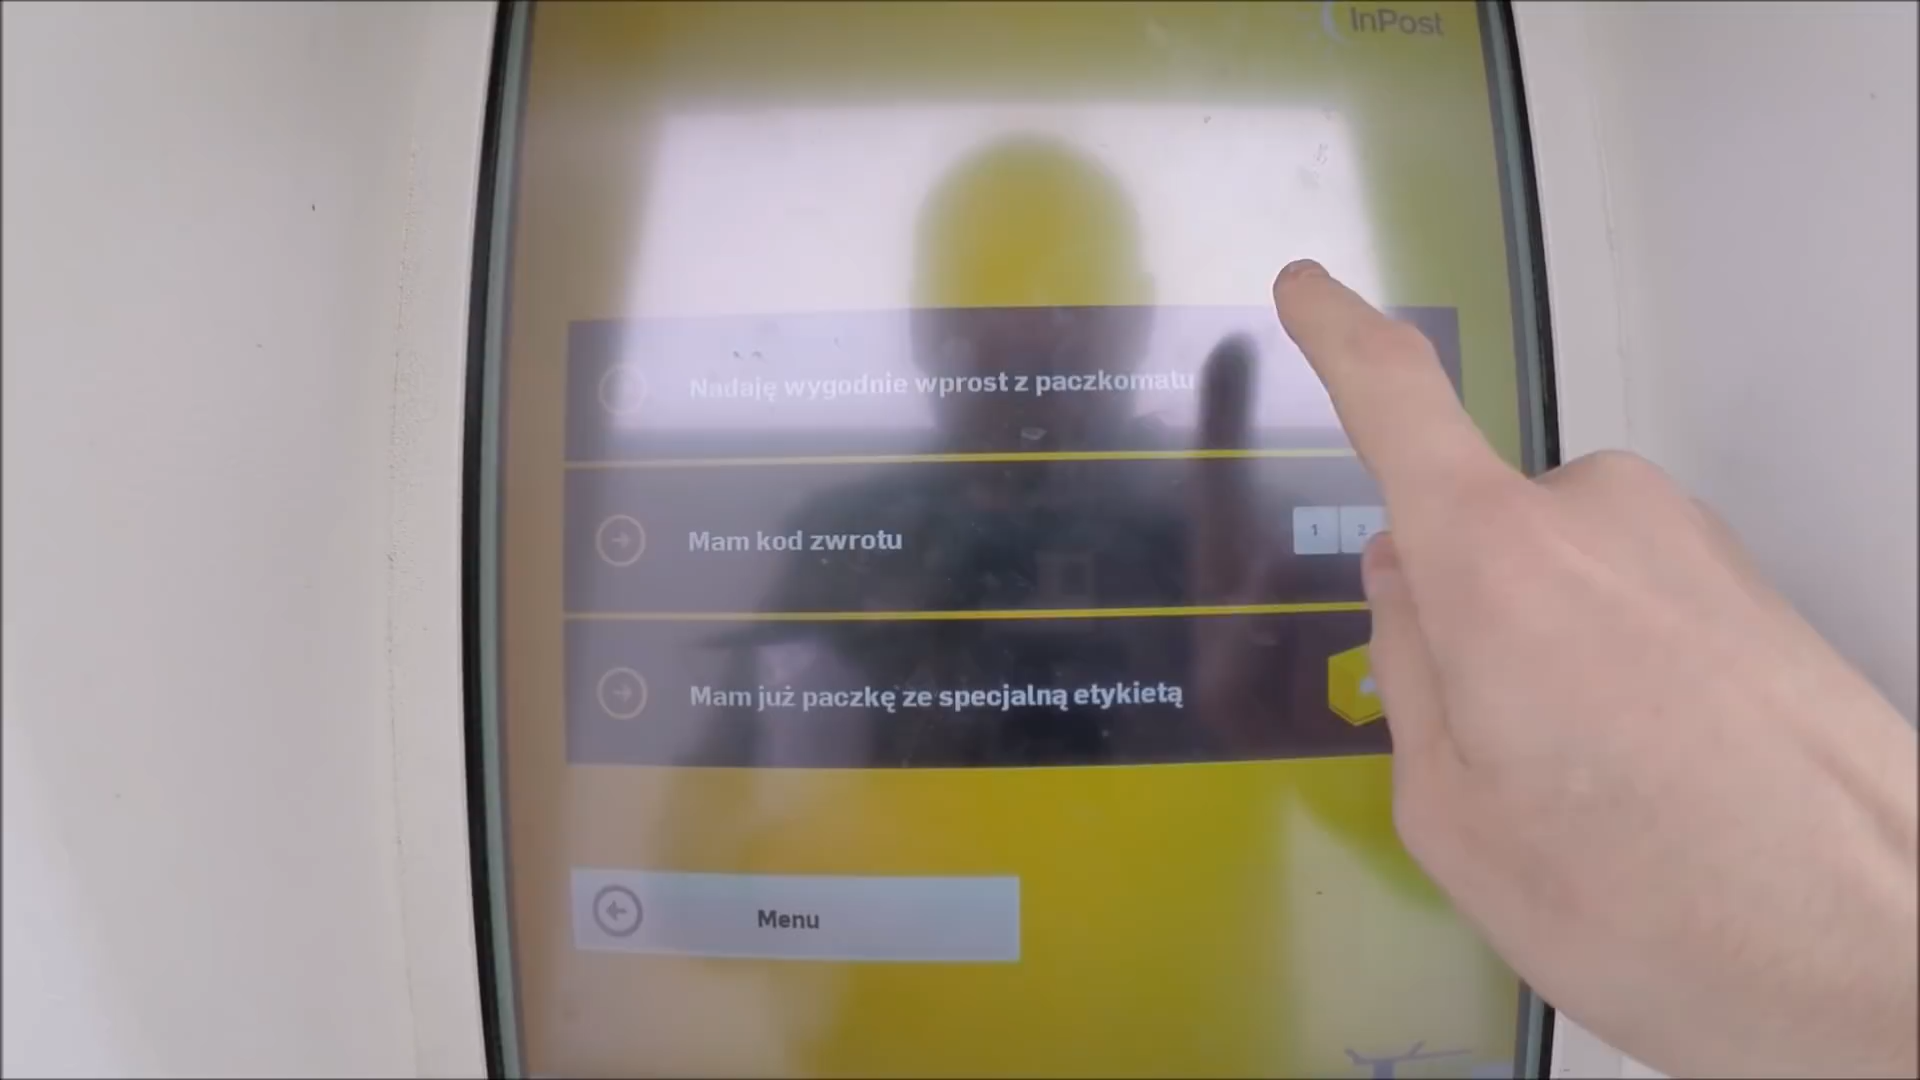 InPost
Nadaję wygodnie wprost z paczkomatu
Mam kod zwrotu
1 2
Mam już paczkę ze specjalną etykietą
Menu